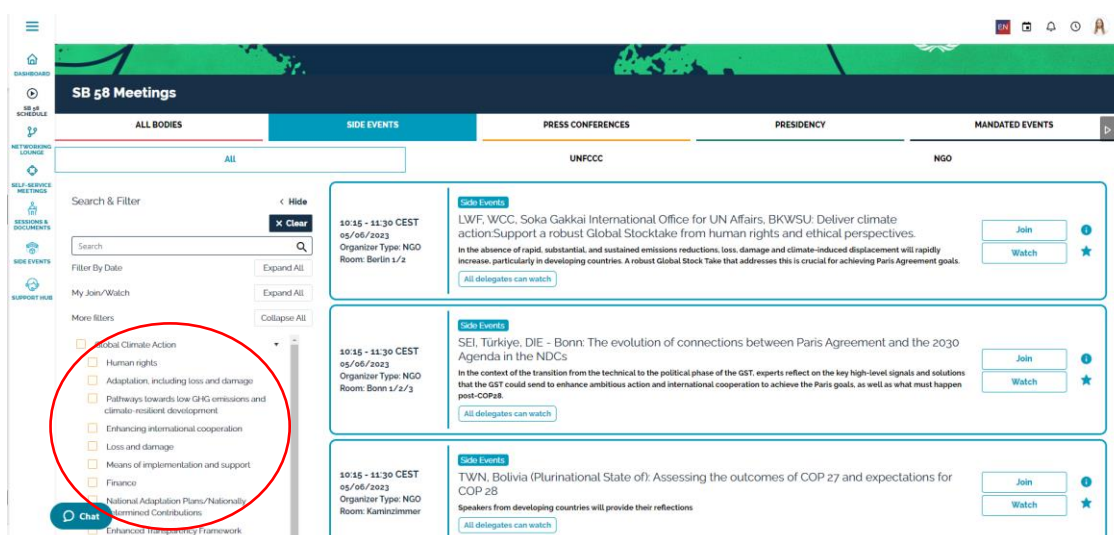 EN
DASHBOARD
SB 58
SCHEDULE
NETWORKING
LOUNGE
SELF-SERVICE
MEETINGS
SESSIONS &
DOCUMENTS
SIDE EVENTS
SUPPORT HUB
SB 58 Meetings
ALL BODIES
SIDE EVENTS
PRESS CONFERENCES
PRESIDENCY
MANDATED EVENTS
All
UNFCCC
NGO
Search & Filter
< Hide
X Clear
Search
Filter By Date
Expand All
My Join/Watch
Expand All
More filters
Collapse All
Global Climate Action
Human rights
Adaptation, including loss and damage
Pathways towards low GHG emissions and
climate-resilient development
Enhancing international cooperation
Loss and damage
Means of implementation and support
Finance
National Adaptation Plans/Nationally
Determined Contributions
Enhanced Transparency Framework
Chat
10:15 - 11:30 CEST
05/06/2023
Organizer Type: NGO
Room: Berlin 1/2
Side Events
LWF, WCC, Soka Gakkai International Office for UN Affairs, BKWSU: Deliver climate
action:Support a robust Global Stocktake from human rights and ethical perspectives.
In the absence of rapid, substantial, and sustained emissions reductions, loss, damage and climate-induced displacement will rapidly
increase, particularly in developing countries. A robust Global Stock Take that addresses this is crucial for achieving Paris Agreement goals.
All delegates can watch
Join
Watch
10:15 - 11:30 CEST
05/06/2023
Organizer Type: NGO
Room: Bonn 1/2/3
Side Events
SEI, Türkiye, DIE - Bonn: The evolution of connections between Paris Agreement and the 2030
Agenda in the NDCs
In the context of the transition from the technical to the political phase of the GST, experts reflect on the key high-level signals and solutions
that the GST could send to enhance ambitious action and international cooperation to achieve the Paris goals, as well as what must happen
post-COP28.
All delegates can watch
Join
Watch
10:15 - 11:30 CEST
05/06/2023
Organizer Type: NGO
Room: Kaminzimmer
Side Events
TWN, Bolivia (Plurinational State of): Assessing the outcomes of COP 27 and expectations for
COP 28
Speakers from developing countries will provide their reflections
All delegates can watch
Join
Watch